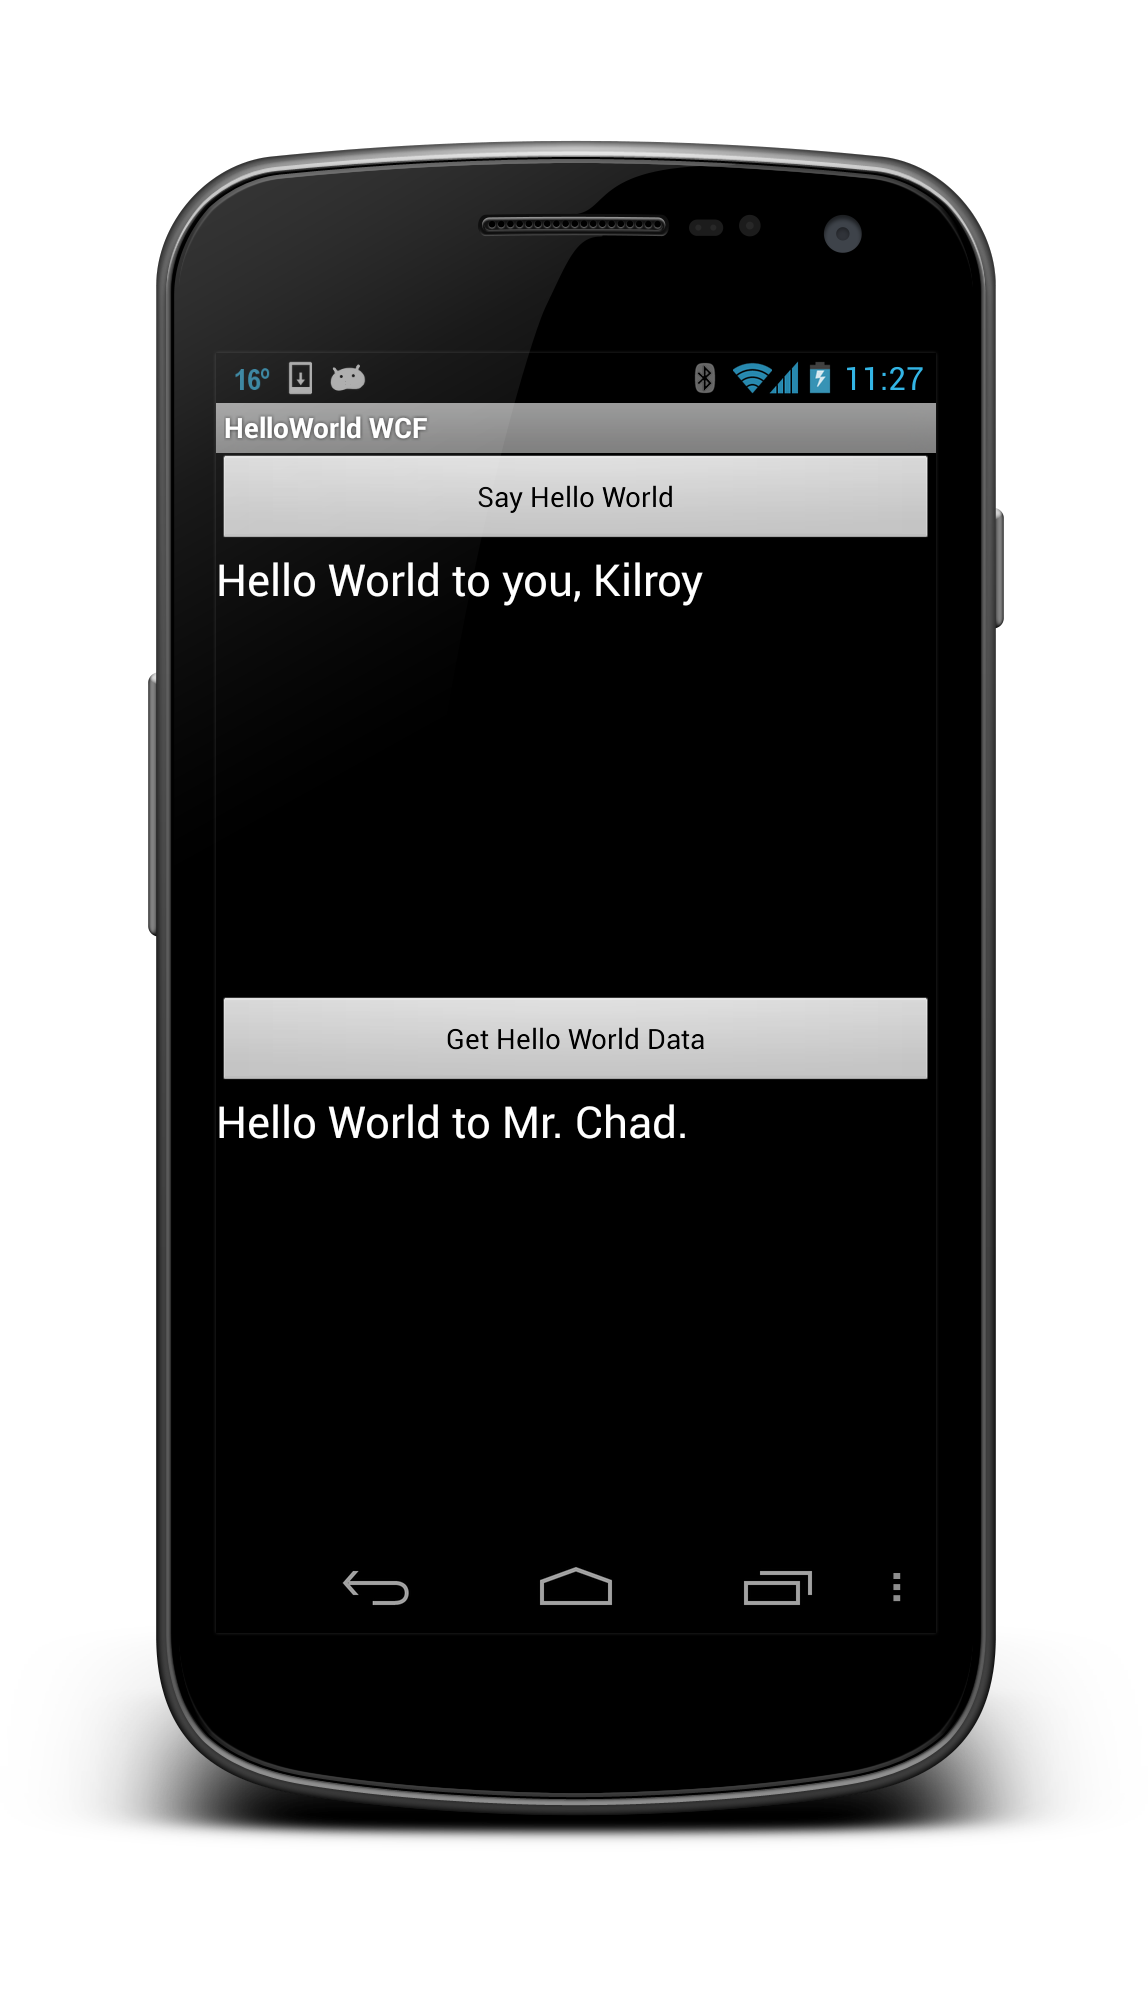 16° 11:27
HelloWorld WCF
Say Hello World
Hello World to you, Kilroy
Get Hello World Data
Hello World to Mr. Chad.